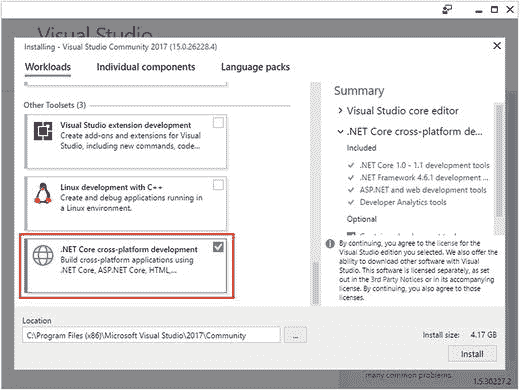 Installing - Visual Studio Community 2017 (15.0.26228.4)
Workloads
Individual components
Language packs
Other Toolsets (3)
Visual Studio extension development
Create add-ons and extensions for Visual
Studio, including new commands, code...
Linux development with C++
Create and debug applications running in
a Linux environment.
.NET Core cross-platform development
Build cross-platform applications using
.NET Core, ASP.NET Core, HTML,...
Summary
Visual Studio core editor
.NET Core cross-platform de...
Included
.NET Core 1.0 - 1.1 development tools
.NET Framework 4.6.1 development...
ASP.NET and web development tools
Developer Analytics tools
Optional
By continuing, you agree to the license for the
Visual Studio edition you selected. We also offer the
ability to download other software with Visual
Studio. This software is licensed separately, as set
out in the 3rd Party Notices or in its accompanying
license. By continuing, you also agree to those
licenses.
Location
C:\Program Files (x86)\Microsoft Visual Studio\2017\Community
...
Install size: 4.17 GB
Install
many common problems.
1.5.30227.2